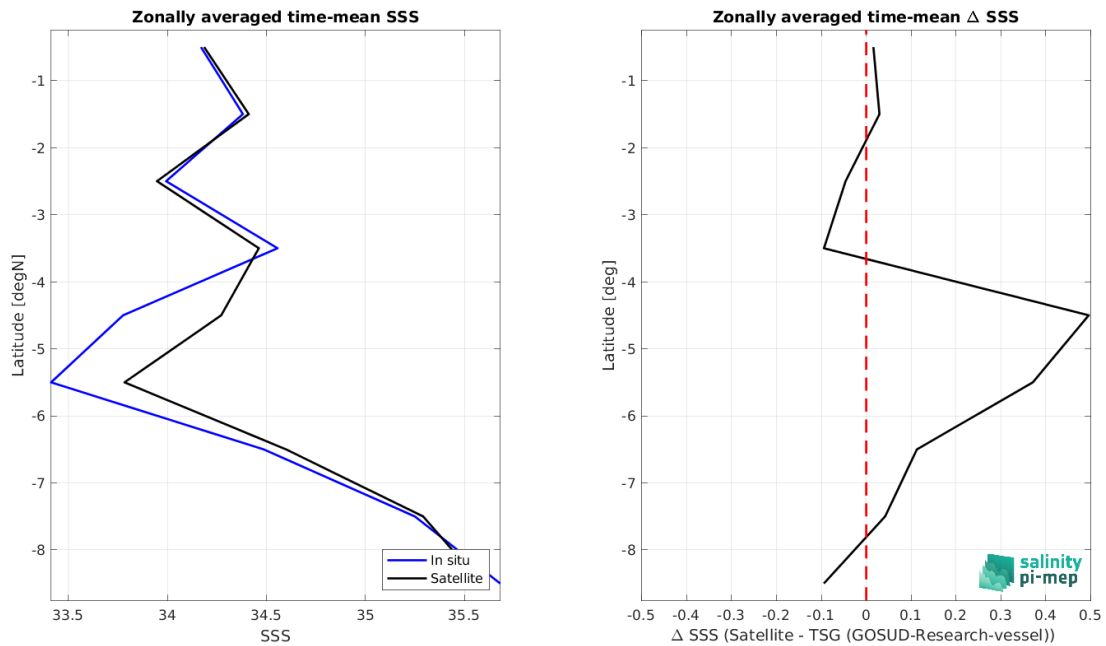 Zonally averaged time-mean SSS
-1
-2
-3
-4
-5
-6
-7
-8
Latitude [degN]
33.5 34 34.5 35 35.5
SSS
In situ
Satellite
Zonally averaged time-mean Δ SSS
-1
-2
-3
-4
-5
-6
-7
-8
Latitude [deg]
-0.5 -0.4 -0.3 -0.2 -0.1 0 0.1 0.2 0.3 0.4 0.5
Δ SSS (Satellite - TSG (GOSUD-Research-vessel))
salinity
pi-mep